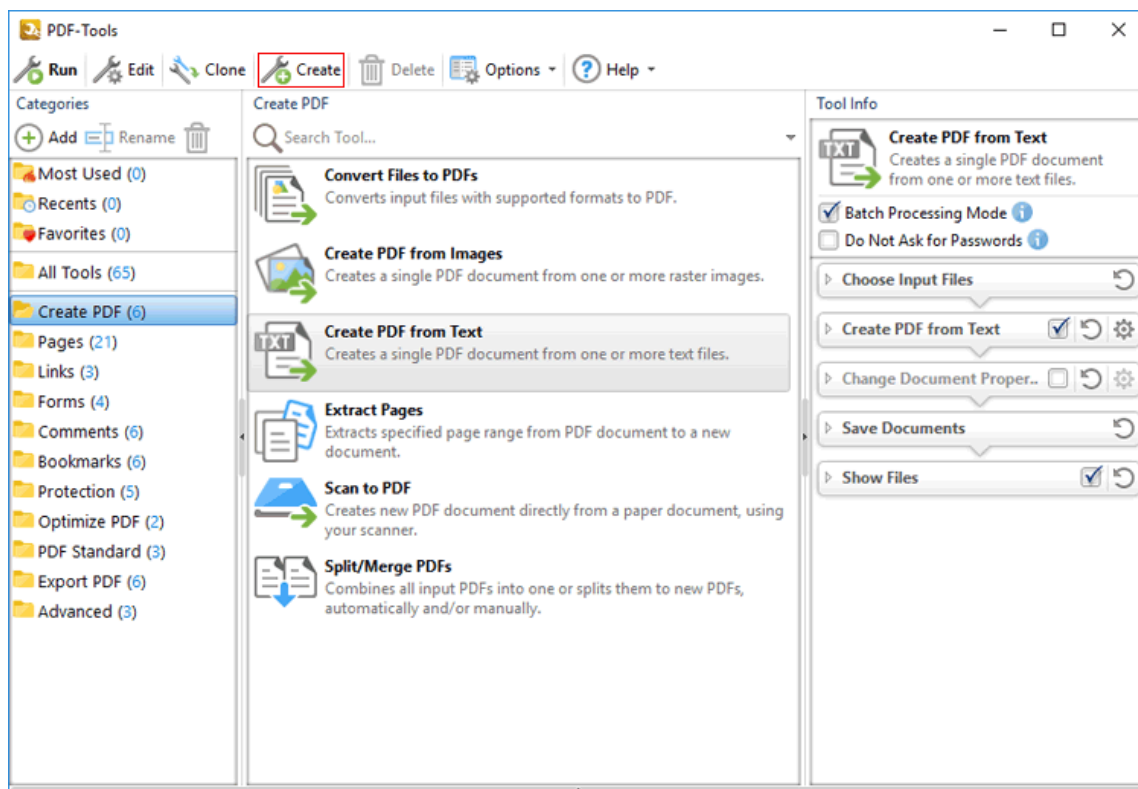 PDF-Tools
Run Edit Clone Create Delete Options Help
Categories
Add Rename
Most Used (0)
Recents (0)
Favorites (0)
All Tools (65)
Create PDF (6)
Pages (21)
Links (3)
Forms (4)
Comments (6)
Bookmarks (6)
Protection (5)
Optimize PDF (2)
PDF Standard (3)
Export PDF (6)
Advanced (3)
Create PDF
Search Tool...
Convert Files to PDFs
Converts input files with supported formats to PDF.
Create PDF from Images
Creates a single PDF document from one or more raster images.
TXT
Create PDF from Text
Creates a single PDF document from one or more text files.
Extract Pages
Extracts specified page range from PDF document to a new
document.
Scan to PDF
Creates new PDF document directly from a paper document, using
your scanner.
Split/Merge PDFs
Combines all input PDFs into one or splits them to new PDFs,
automatically and/or manually.
Tool Info
TXT
Create PDF from Text
Creates a single PDF document
from one or more text files.
Batch Processing Mode
Do Not Ask for Passwords
Choose Input Files
Create PDF from Text
Change Document Proper..
Save Documents
Show Files